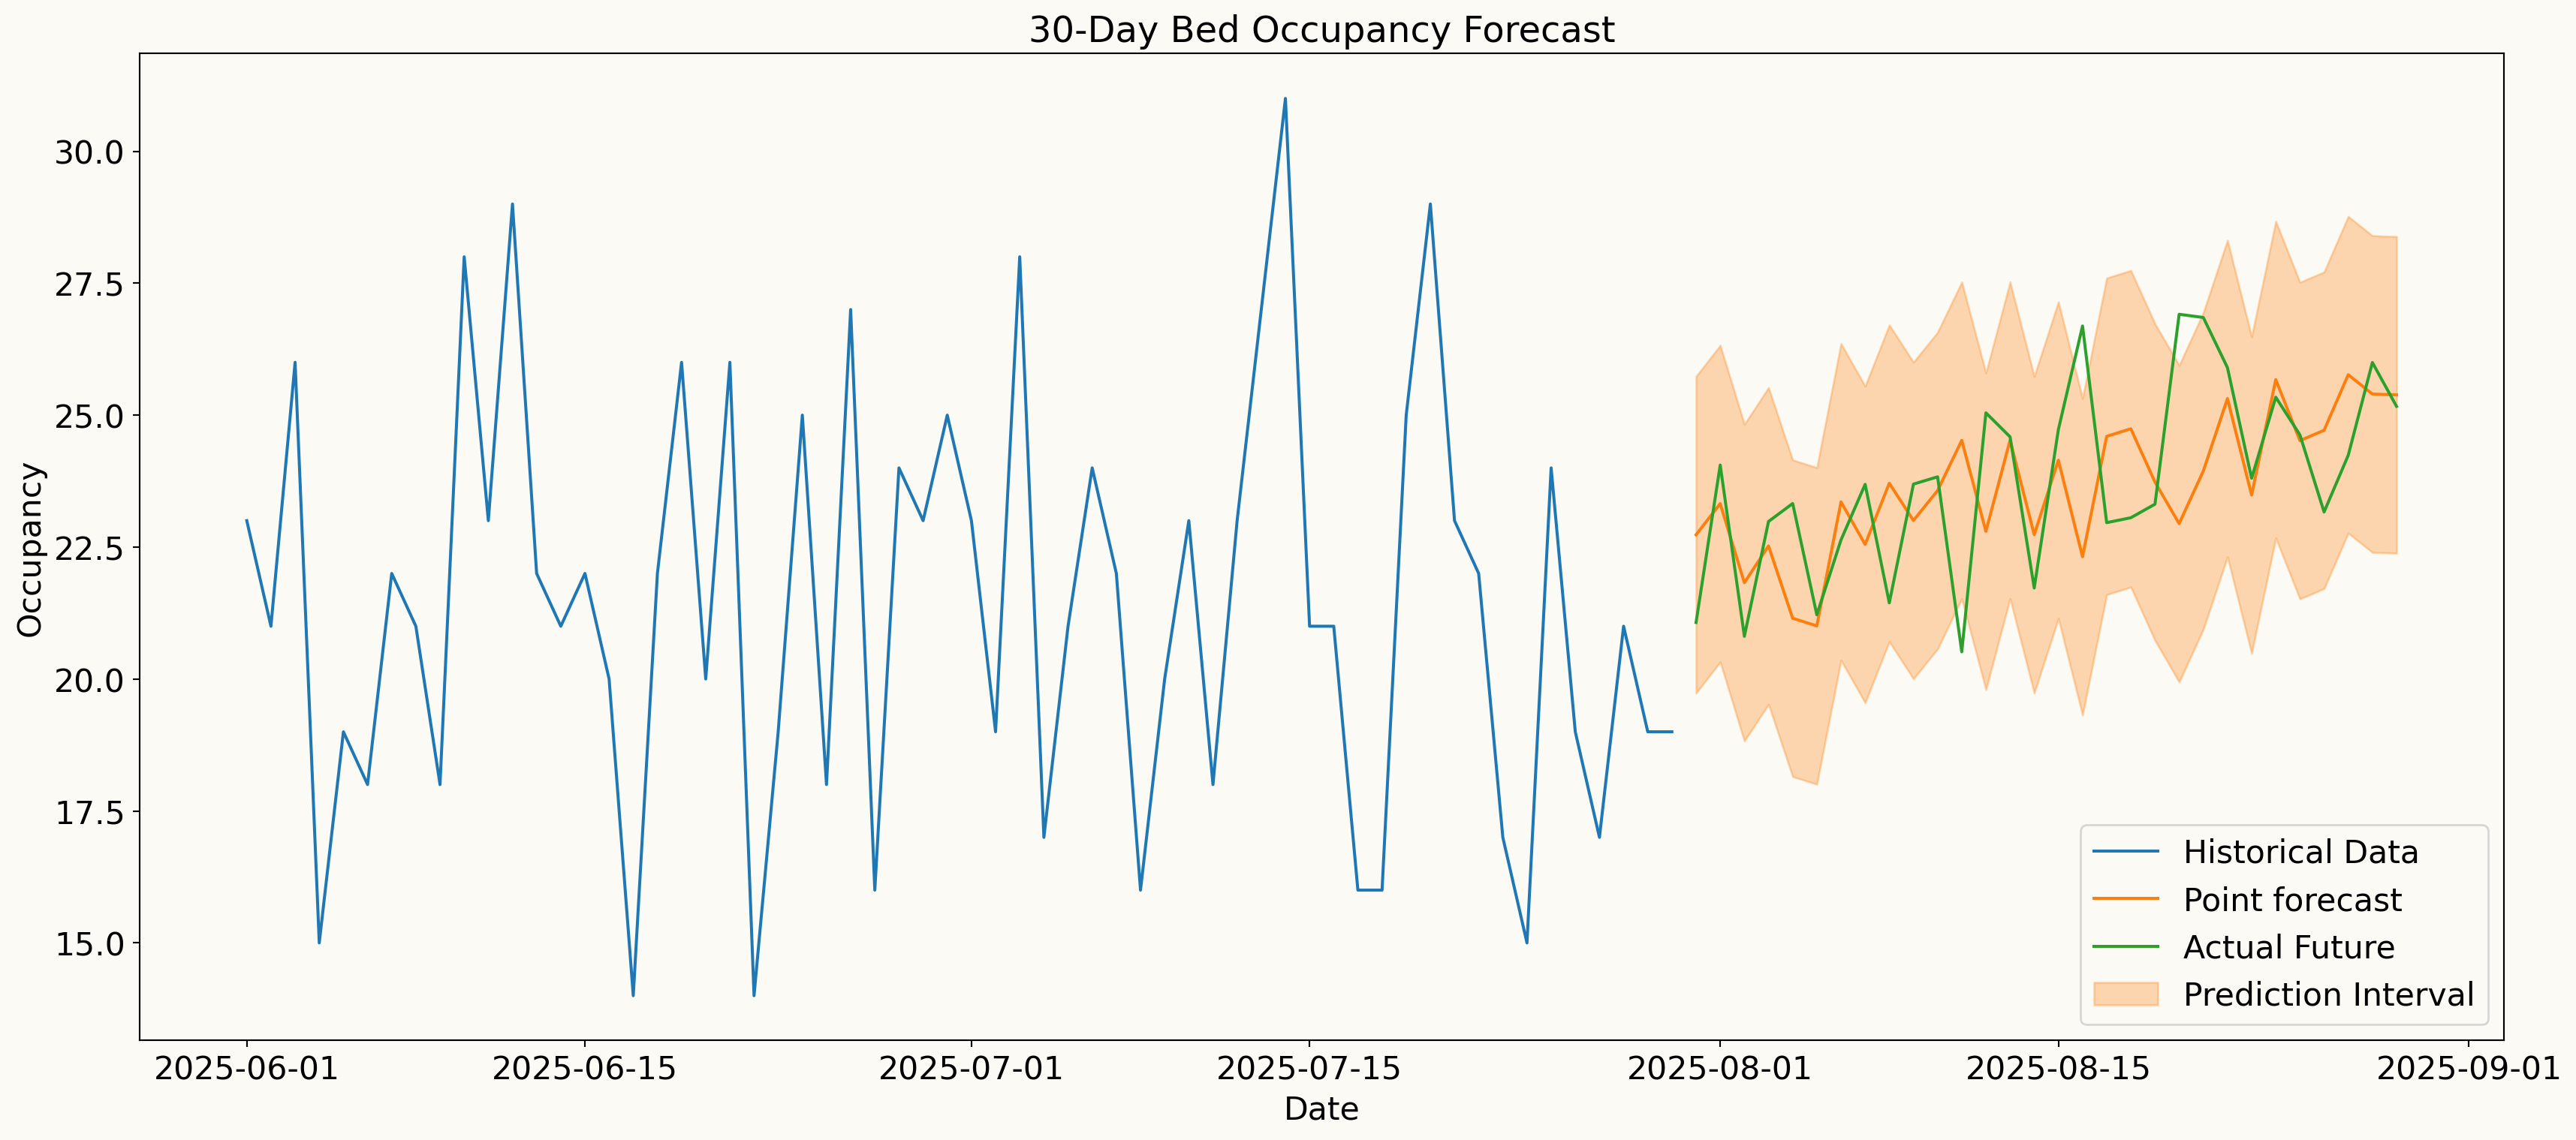 30-Day Bed Occupancy Forecast
30.0
27.5
25.0
22.5
20.0
17.5
15.0
Occupancy
2025-06-01
2025-06-15
2025-07-01
2025-07-15
2025-08-01
2025-08-15
2025-09-01
Date
Historical Data
Point forecast
Actual Future
Prediction Interval